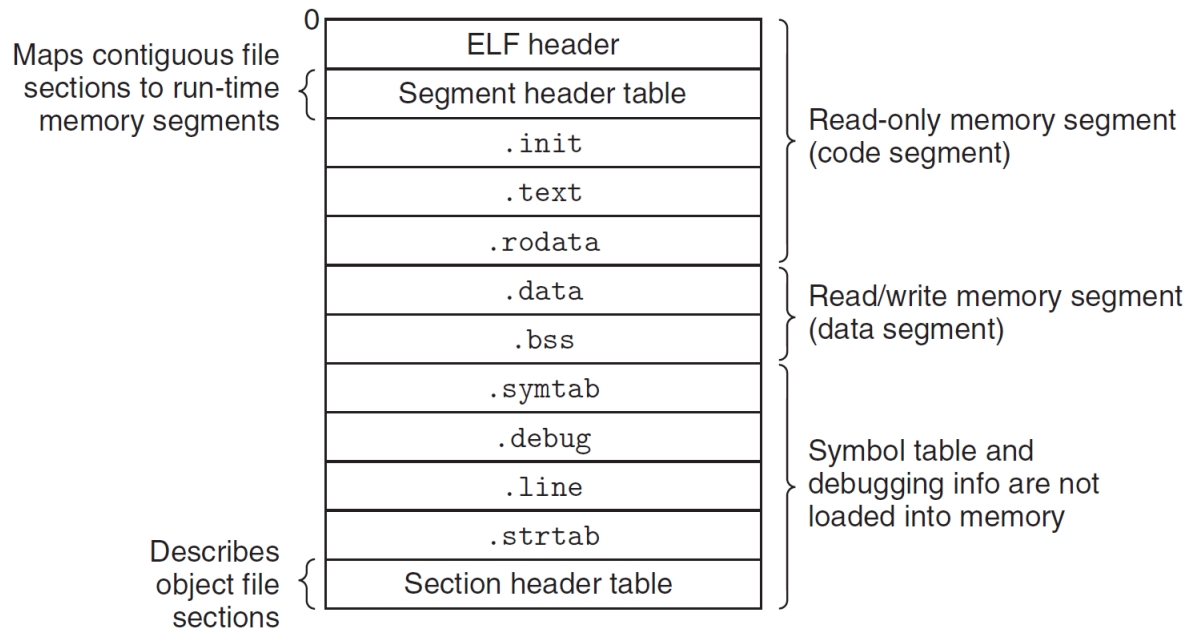 0
Maps contiguous file
sections to run-time
memory segments
ELF header
Segment header table
.init
.text
.rodata
.data
.bss
.symtab
.debug
.line
.strtab
Section header table
Describes
object file
sections
Read-only memory segment
(code segment)
Read/write memory segment
(data segment)
Symbol table and
debugging info are not
loaded into memory